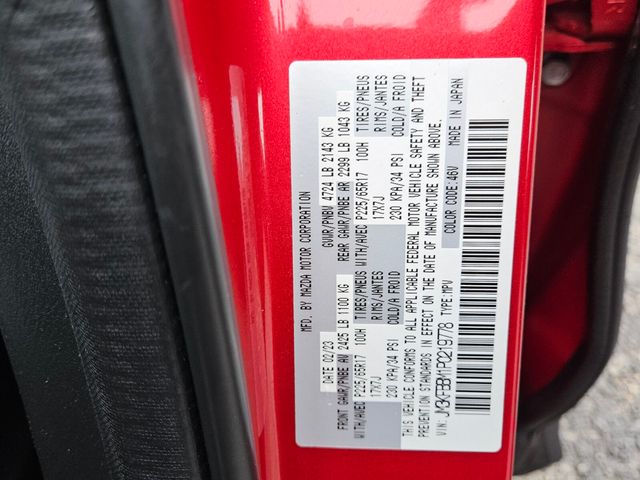 MFD. BY MAZDA MOTOR CORPORATION
DATE 02/23 GVWR/PNBV 4724 LB 2143 KG
FRONT GAWR/PNBE AV 2425 LB 1100 KG REAR GAWR/PNBE AR 2299 LB 1043 KG
WITH/AVEC P225/65R17 100H TIRES/PNEUS WITH/AVEC P225/65R17 100H TIRES/PNEUS
17X7J RIMS/JANTES 17X7J RIMS/JANTES
230 KPA/34 PSI COLD/A FROID 230 KPA/34 PSI COLD/A FROID
THIS VEHICLE CONFORMS TO ALL APPLICABLE FEDERAL MOTOR VEHICLE SAFETY AND THEFT
PREVENTION STANDARDS IN EFFECT ON THE DATE OF MANUFACTURE SHOWN ABOVE.
VIN: JM3KFBBM1P0219778 TYPE:MPV COLOR CODE:46V MADE IN JAPAN